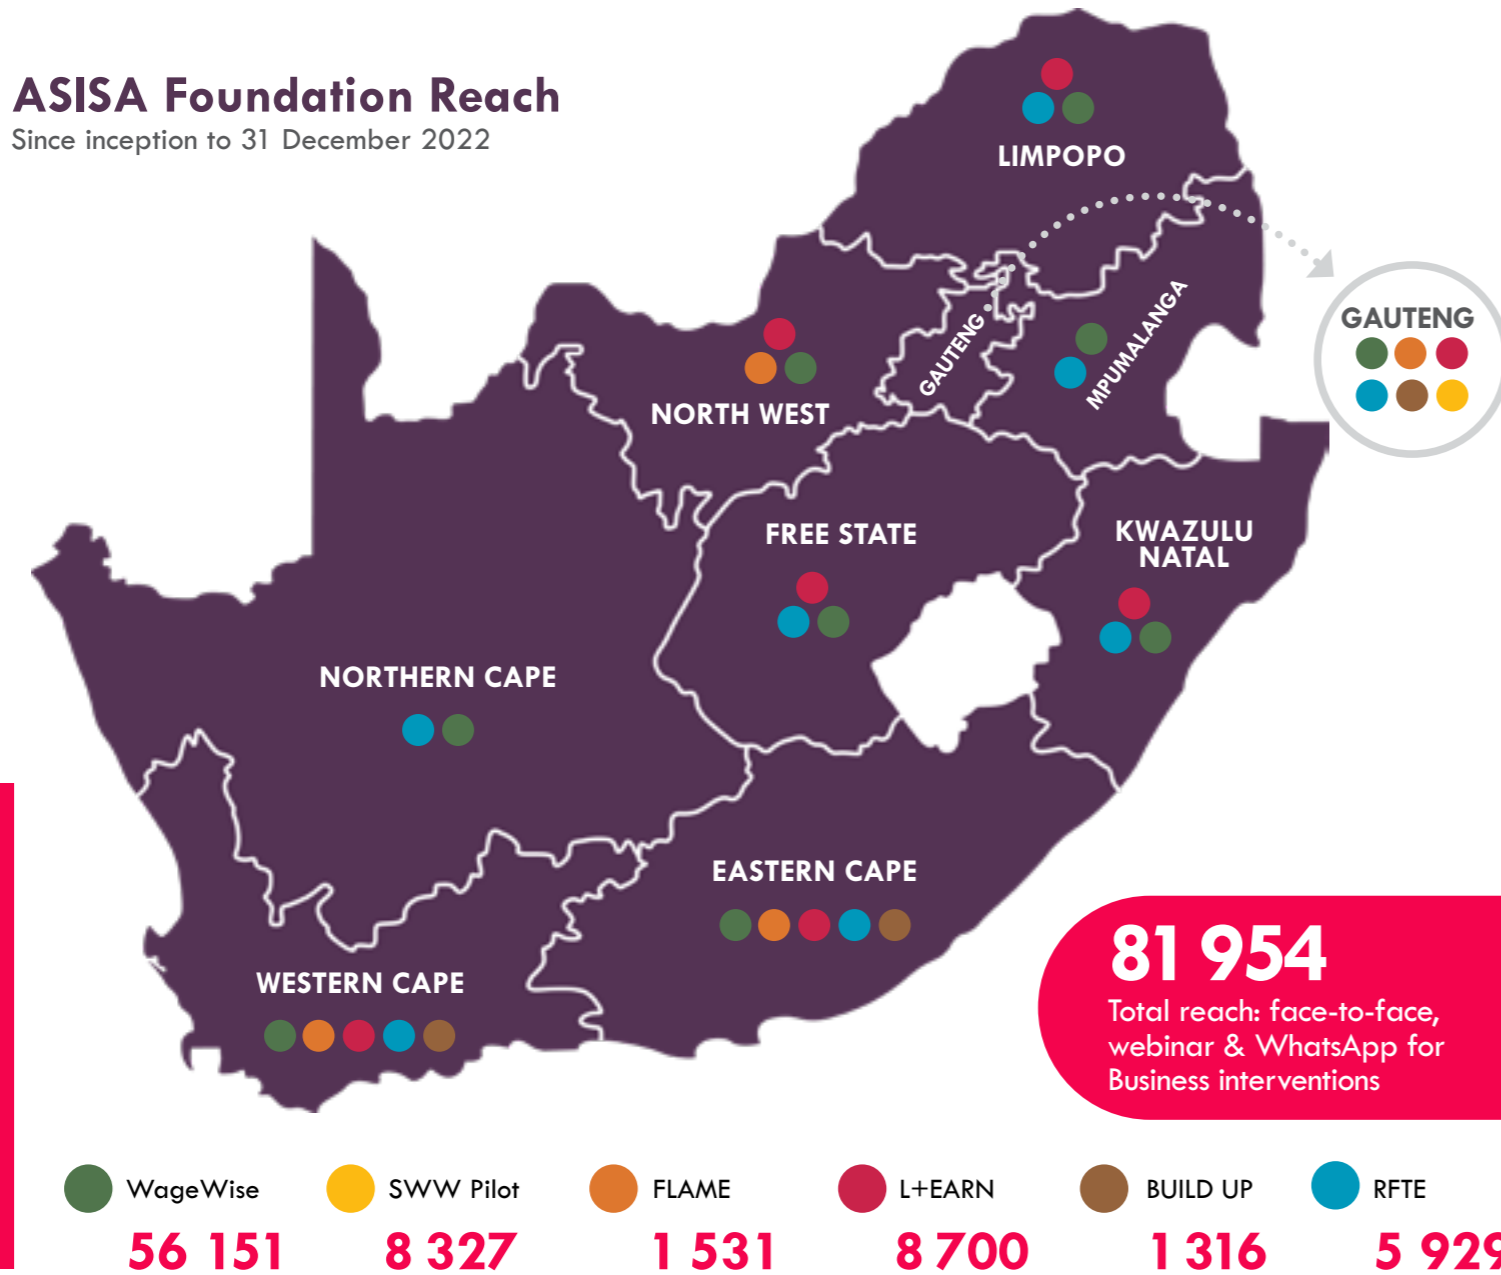 ASISA Foundation Reach
Since inception to 31 December 2022
LIMPOPO
GAUTENG
MPUMALANGA
GAUTENG
NORTH WEST
FREE STATE
KWAZULU
NATAL
NORTHERN CAPE
EASTERN CAPE
WESTERN CAPE
81 954
Total reach: face-to-face,
webinar & WhatsApp for
Business interventions
WageWise
SWW Pilot
FLAME
L+EARN
BUILD UP
RFTE
56 151
8 327
1 531
8 700
1 316
5 929